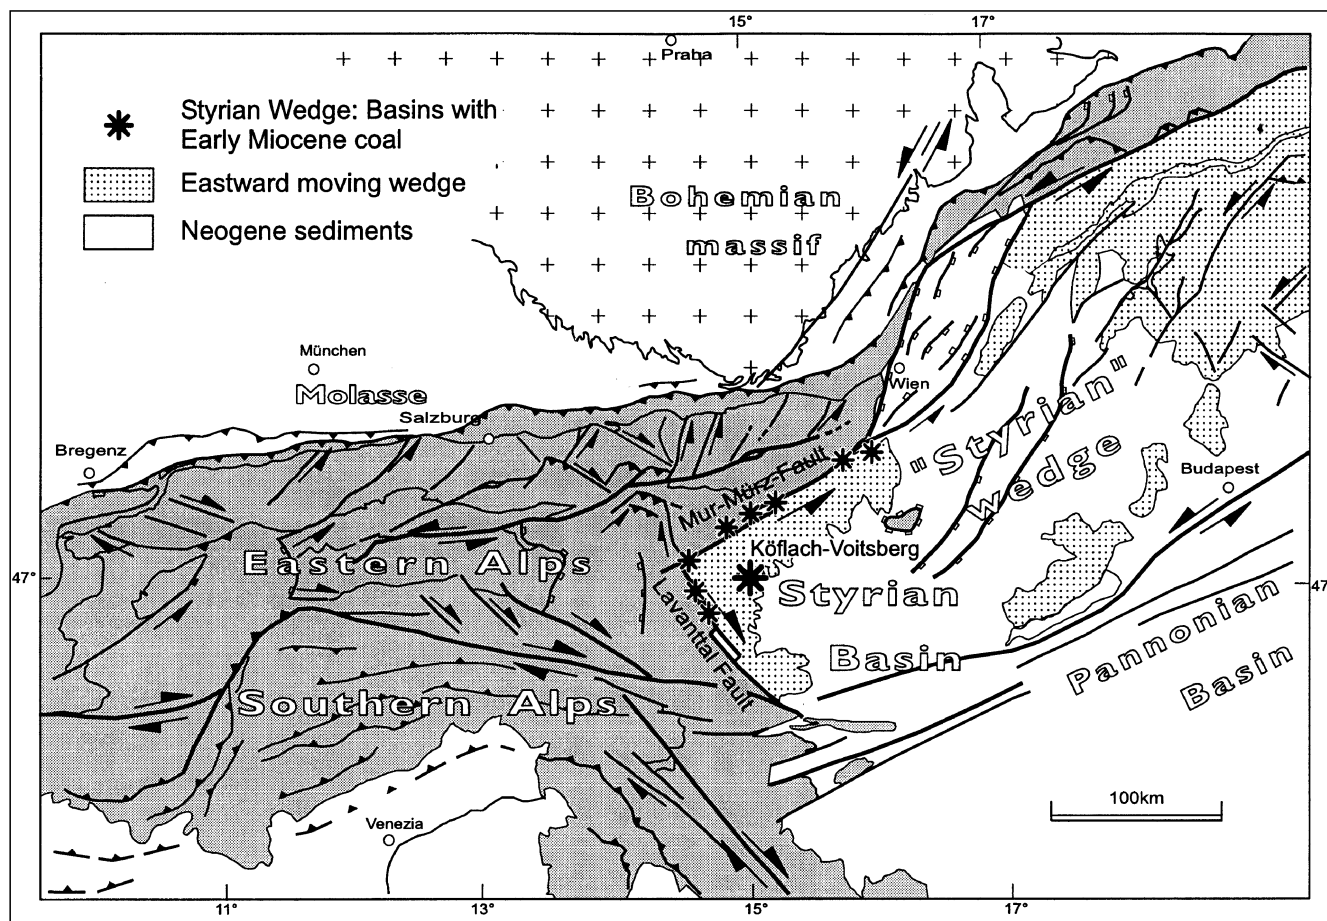 15°
17°
Praba
Styrian Wedge: Basins with
Early Miocene coal
Eastward moving wedge
Neogene sediments
Bohemian
massif
München
Molasse
Salzburg
Bregenz
Wien
"Styrian"
wedge
Budapest
Mur-Mürz-Fault
Köflach-Voitsberg
Eastern Alps
47°
47
Styrian
Basin
Lavanttal Fault
Pannonian
Basin
Southern Alps
100km
Venezia
11°
13°
15°
17°